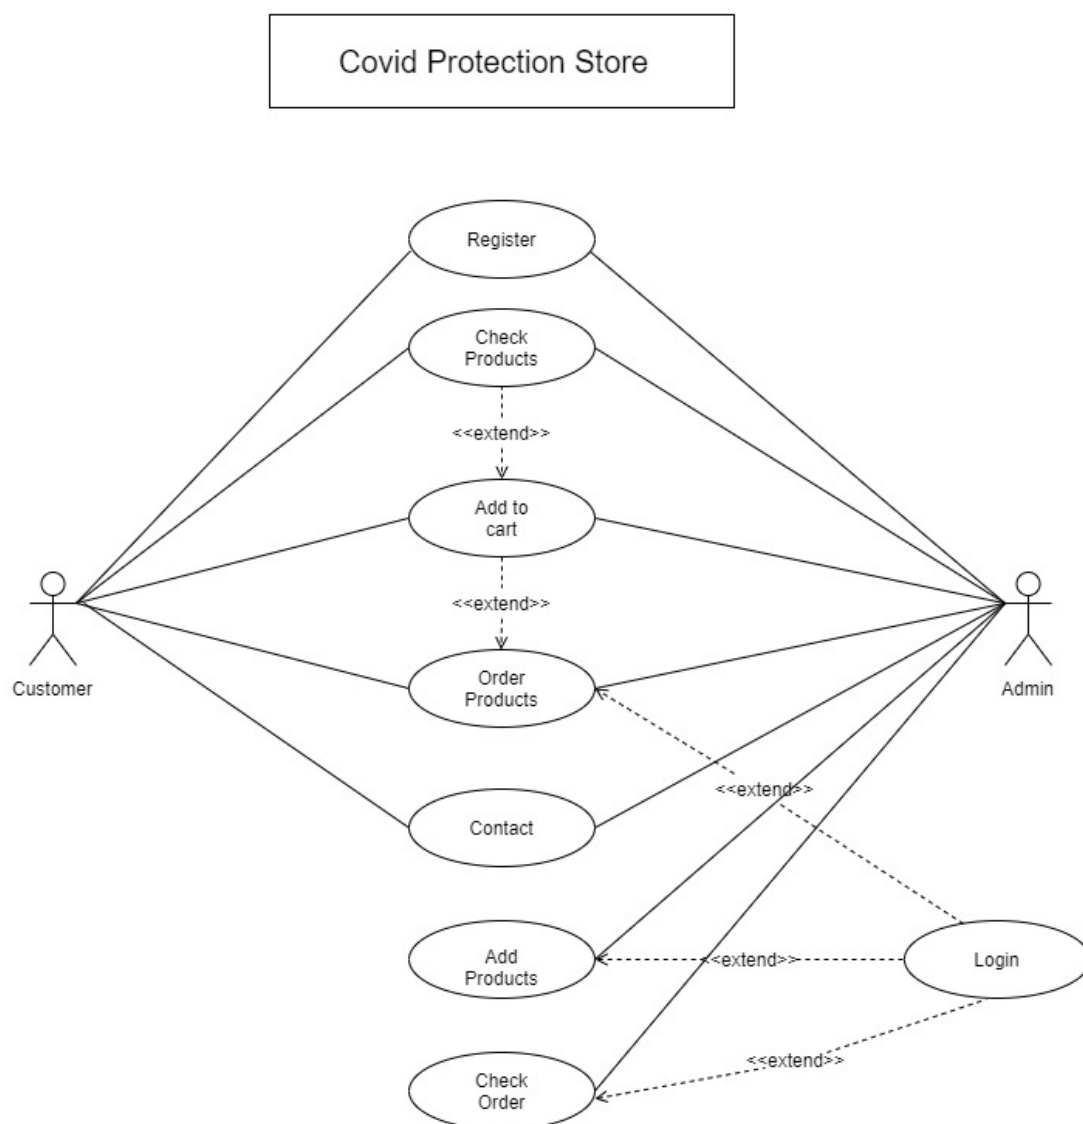 Covid Protection Store
Register
Check
Products
<<extend>>
Add to
cart
<<extend>>
Customer
Admin
Order
Products
<<extend>>
Contact
Add
Products
<<extend>>
Login
<<extend>>
Check
Order